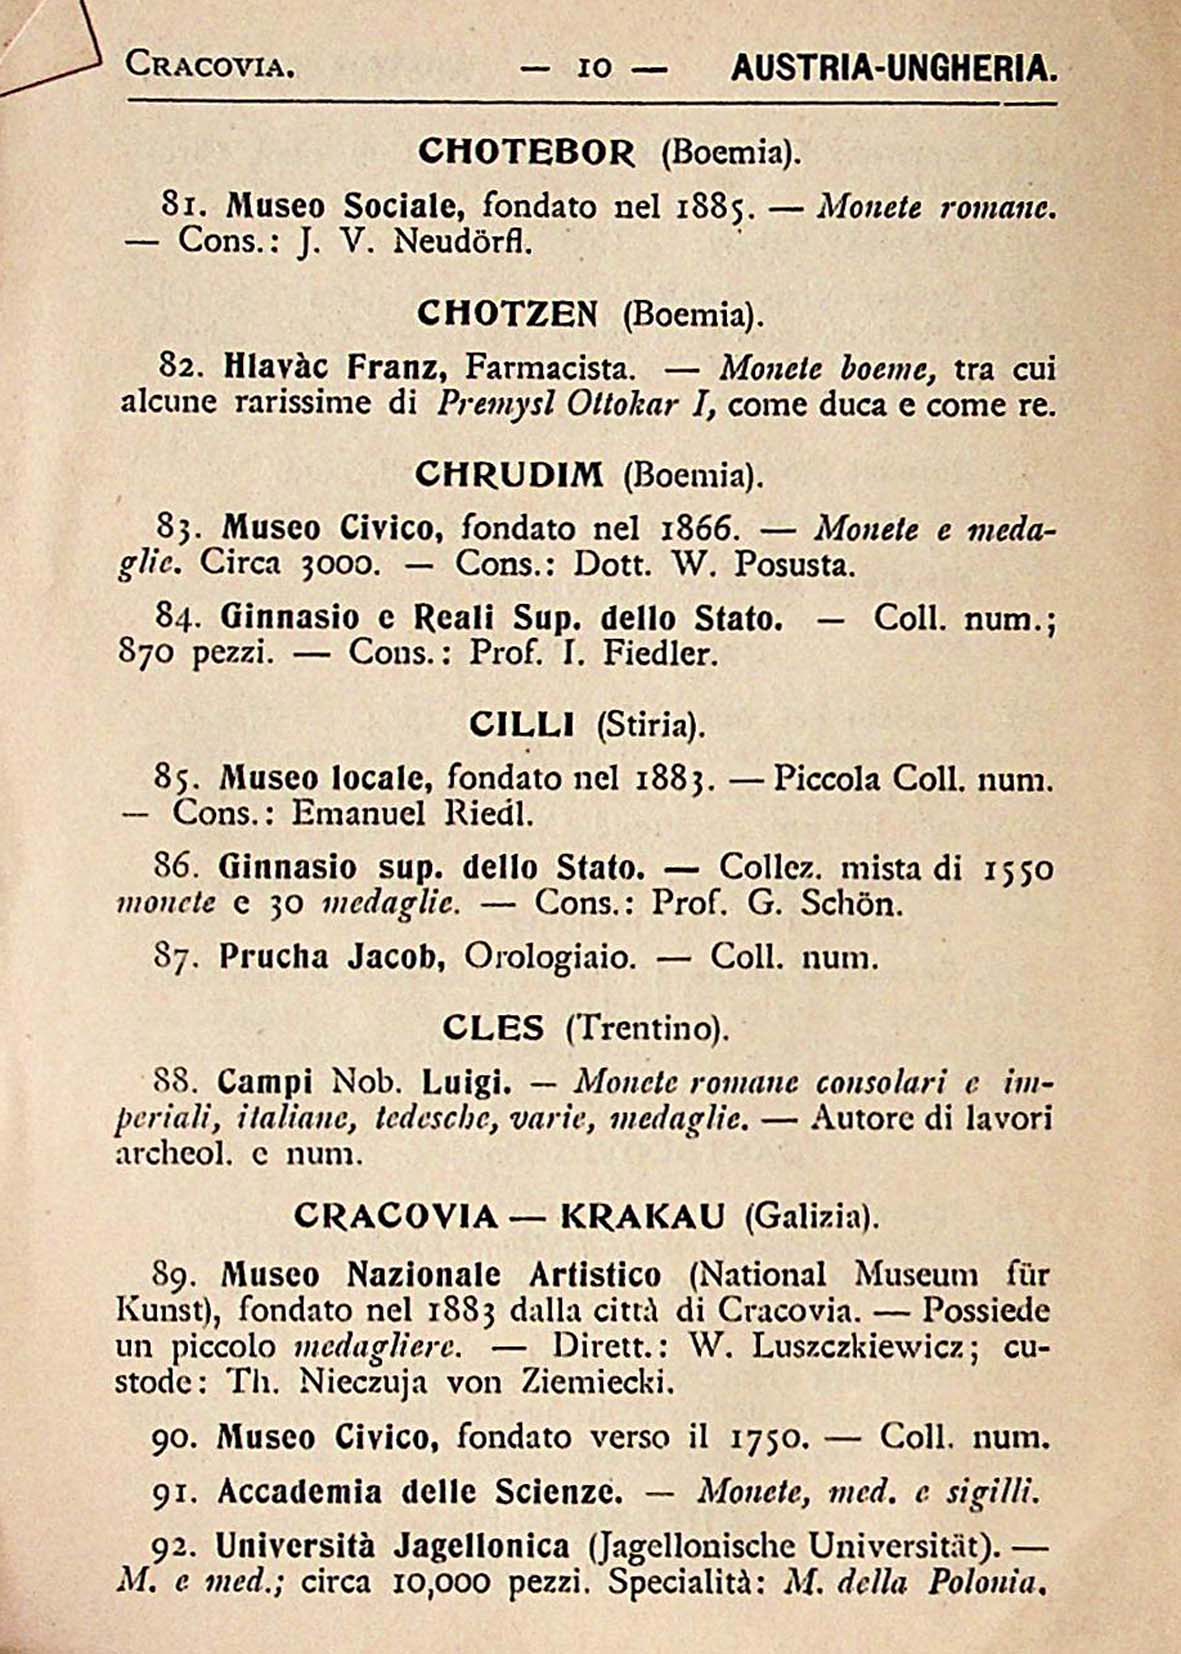 CRACOVIA. — 10 — AUSTRIA-UNGHERIA.
CHOTEBOR (Boemia).
81. Museo Sociale, fondato nel 1885. — Monete romane.
— Cons.: J. V. Neudörfl.
CHOTZEN (Boemia).
82. Hlavàc Franz, Farmacista. — Monete boeme, tra cui
alcune rarissime di Premysl Ottokar I, come duca e come re.
CHRUDIM (Boemia).
83. Museo Civico, fondato nel 1866. — Monete e meda-
glie. Circa 3000. — Cons.: Dott. W. Posusta.
84. Ginnasio e Reali Sup. dello Stato. — Coll. num.;
870 pezzi. — Cons.: Prof. I. Fiedler.
CILLI (Stiria).
85. Museo locale, fondato nel 1883. — Piccola Coll. num.
— Cons.: Emanuel Riedl.
86. Ginnasio sup. dello Stato. — Collez. mista di 1550
monete e 30 medaglie. — Cons.: Prof. G. Schön.
87. Prucha Jacob, Orologiaio. — Coll. num.
CLES (Trentino).
88. Campi Nob. Luigi. — Monete romane consolari e im-
periali, italiane, tedesche, varie, medaglie. — Autore di lavori
archeol. e num.
CRACOVIA — KRAKAU (Galizia).
89. Museo Nazionale Artistico (National Museum für
Kunst), fondato nel 1883 dalla città di Cracovia. — Possiede
un piccolo medagliere. — Dirett.: W. Luszczkiewicz; cu-
stode: Th. Nieczuja von Ziemiecki.
90. Museo Civico, fondato verso il 1750. — Coll. num.
91. Accademia delle Scienze. — Monete, med. e sigilli.
92. Università Jagellonica (Jagellonische Universität). —
M. e med.; circa 10,000 pezzi. Specialità: M. della Polonia.